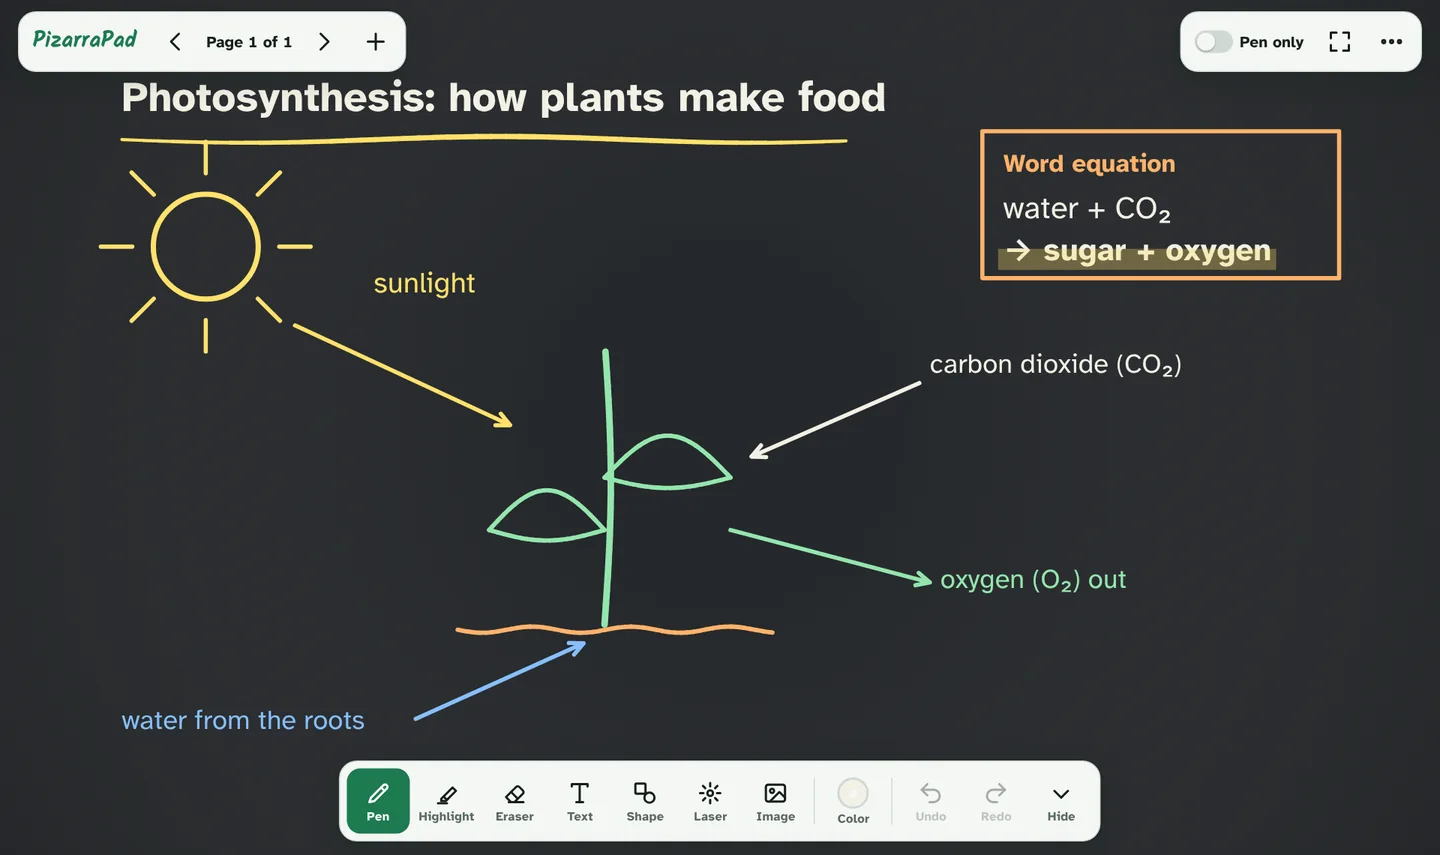 PizarraPad
Page 1 of 1
Pen only
Photosynthesis: how plants make food
Word equation
water + CO₂
→ sugar + oxygen
sunlight
carbon dioxide (CO₂)
oxygen (O₂) out
water from the roots
Pen
Highlight
Eraser
Text
Shape
Laser
Image
Color
Undo
Redo
Hide